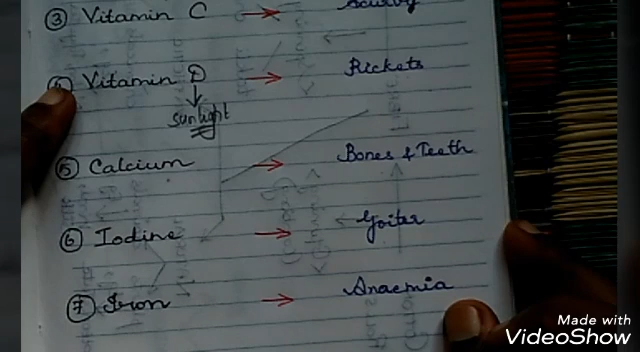 ③ Vitamin C → Scurvy
④ Vitamin D → Rickets
↓
Sunlight
⑤ Calcium → Bones & Teeth
⑥ Iodine → Goiter
⑦ Iron → Anaemia
Made with
VideoShow